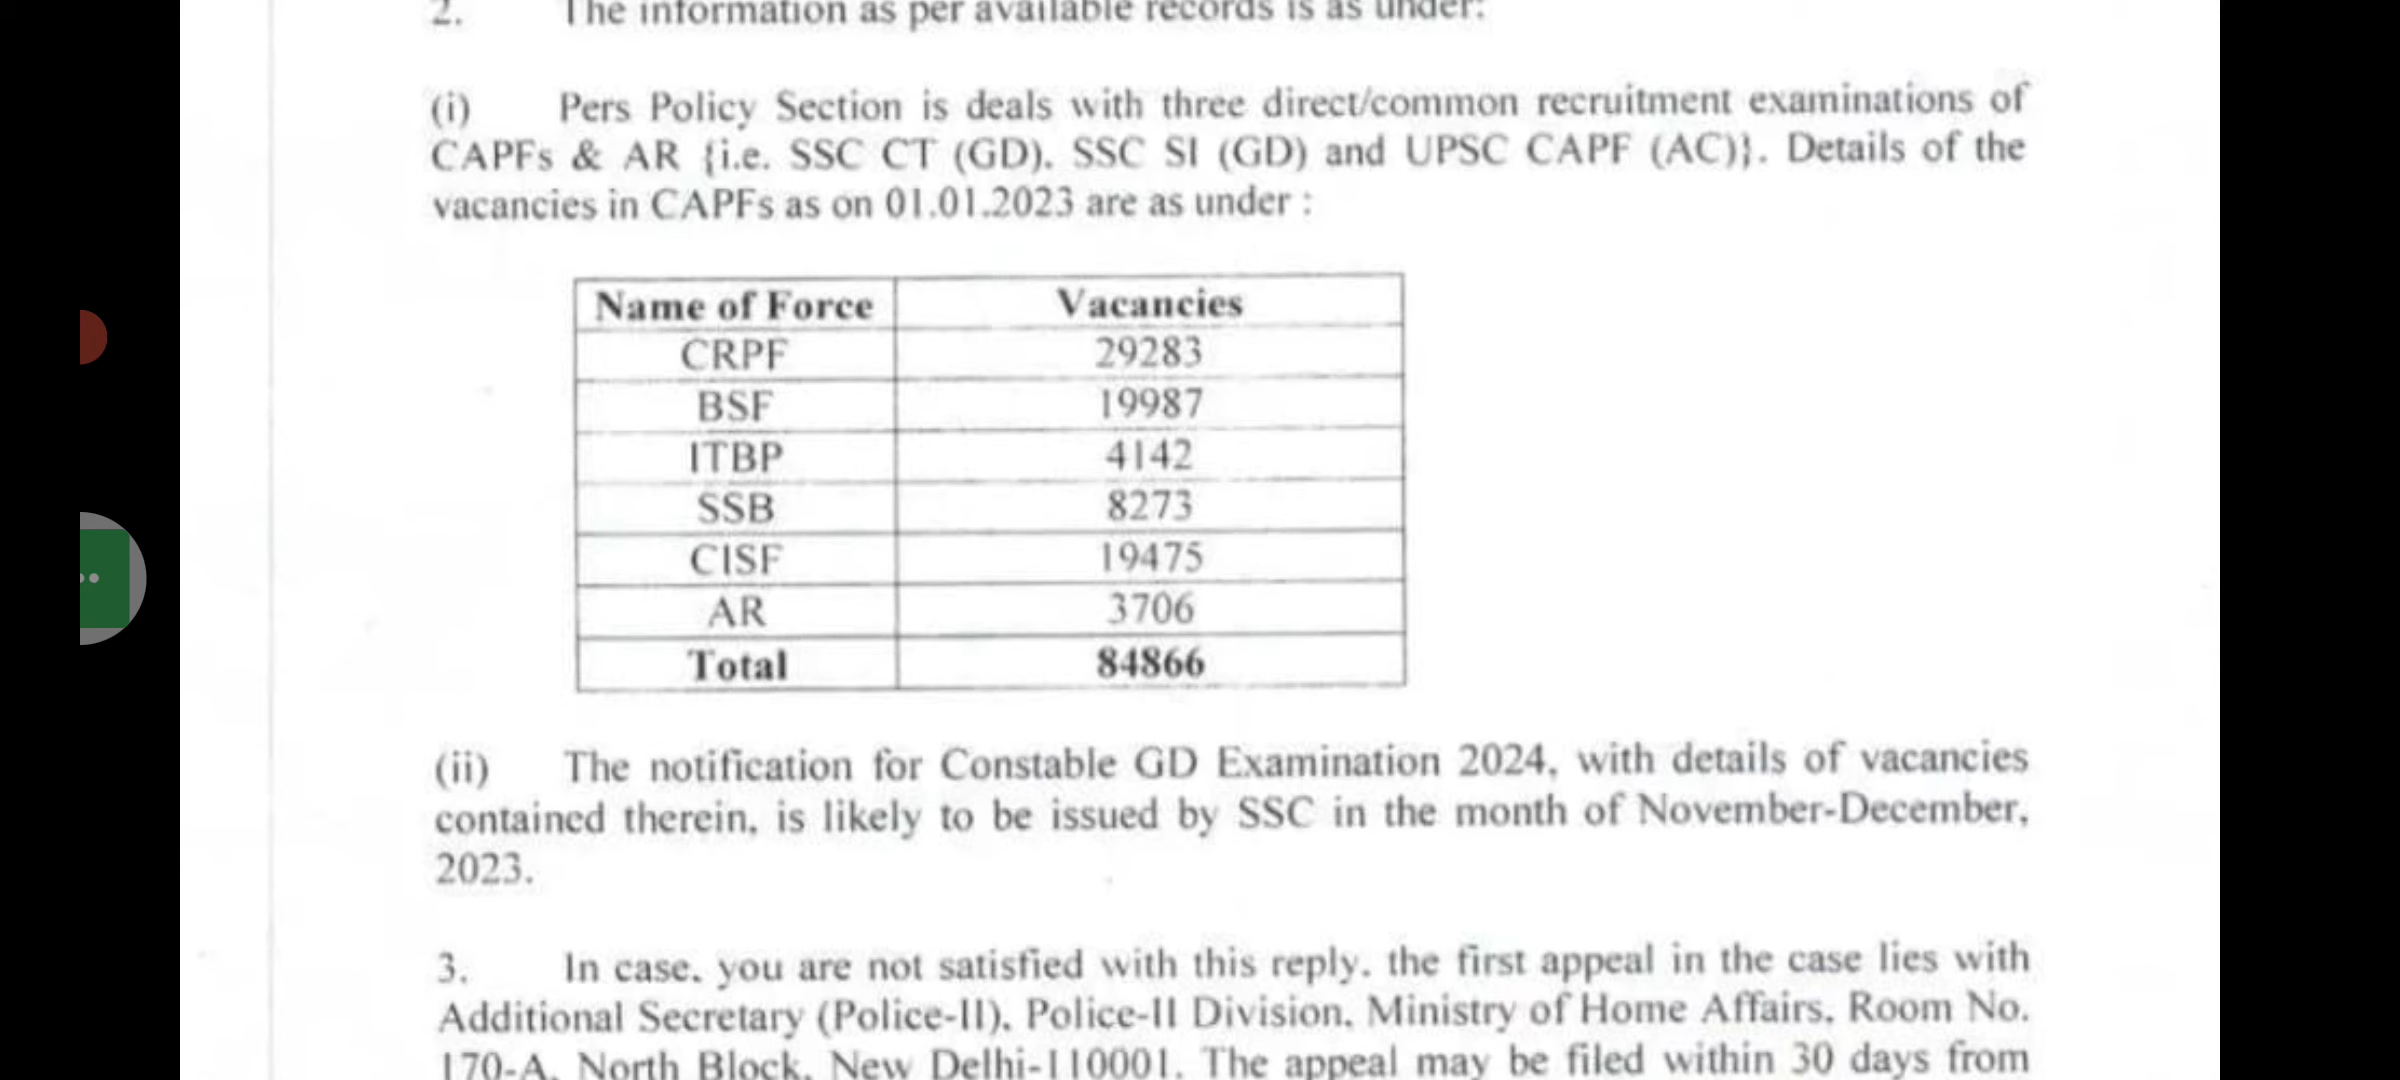 2. The information as per available records is as under:
(i) Pers Policy Section is deals with three direct/common recruitment examinations of
CAPFs & AR {i.e. SSC CT (GD), SSC SI (GD) and UPSC CAPF (AC)}. Details of the
vacancies in CAPFs as on 01.01.2023 are as under :
Name of Force Vacancies
CRPF 29283
BSF 19987
ITBP 4142
SSB 8273
CISF 19475
AR 3706
Total 84866
(ii) The notification for Constable GD Examination 2024, with details of vacancies
contained therein, is likely to be issued by SSC in the month of November-December,
2023.
3. In case, you are not satisfied with this reply, the first appeal in the case lies with
Additional Secretary (Police-II), Police-II Division, Ministry of Home Affairs, Room No.
170-A, North Block, New Delhi-110001. The appeal may be filed within 30 days from